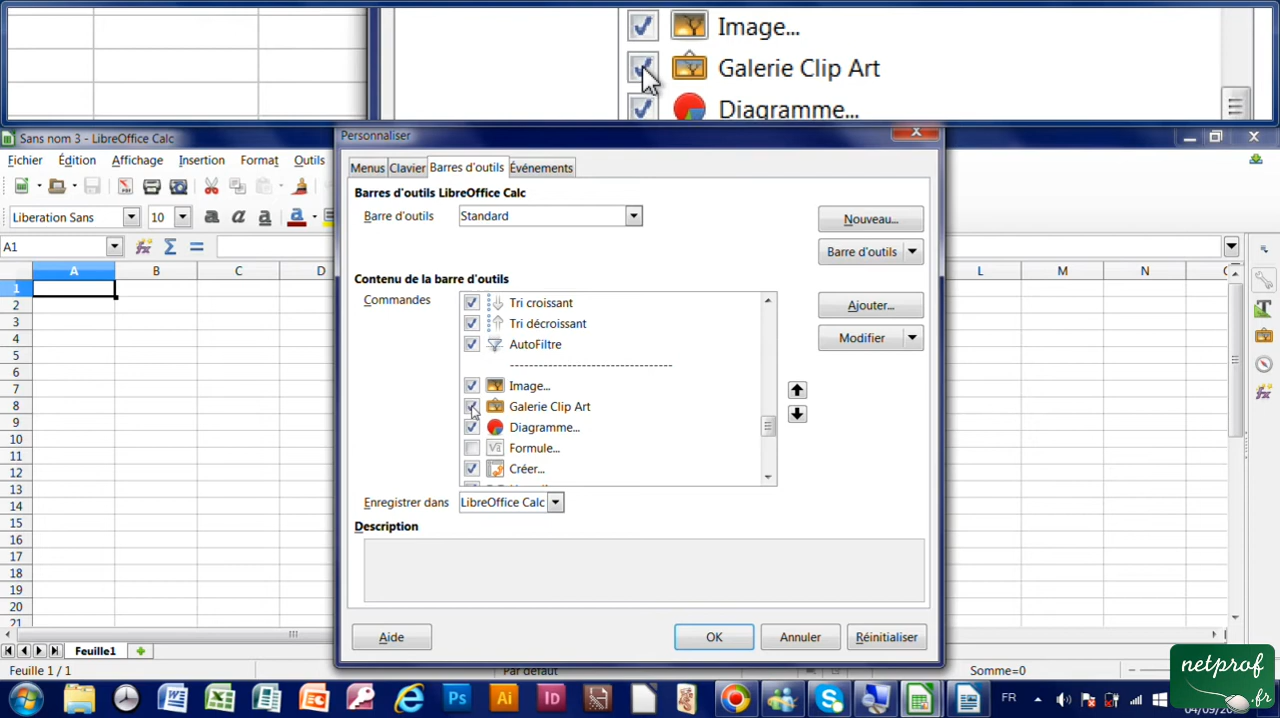 Image...
Galerie Clip Art
Diagramme...
Sans nom 3 - LibreOffice Calc
Personnaliser
Fichier Édition Affichage Insertion Format Outils
Menus Clavier Barres d'outils Événements
Barres d'outils LibreOffice Calc
Liberation Sans 10
Barre d'outils Standard Nouveau...
A1
Barre d'outils
A B C D L M N
Contenu de la barre d'outils
Commandes
Tri croissant
Ajouter...
Tri décroissant
AutoFiltre
Modifier
Image...
Galerie Clip Art
Diagramme...
Formule...
Créer...
1
2
3
4
5
6
7
8
9
10
11
12
13
14
15
16
17
18
19
20
21
Enregistrer dans LibreOffice Calc
Description
Aide OK Annuler Réinitialiser
Feuille1
Feuille 1 / 1 Par défaut Somme=0
Ps Ai Id
FR
netprof
.fr